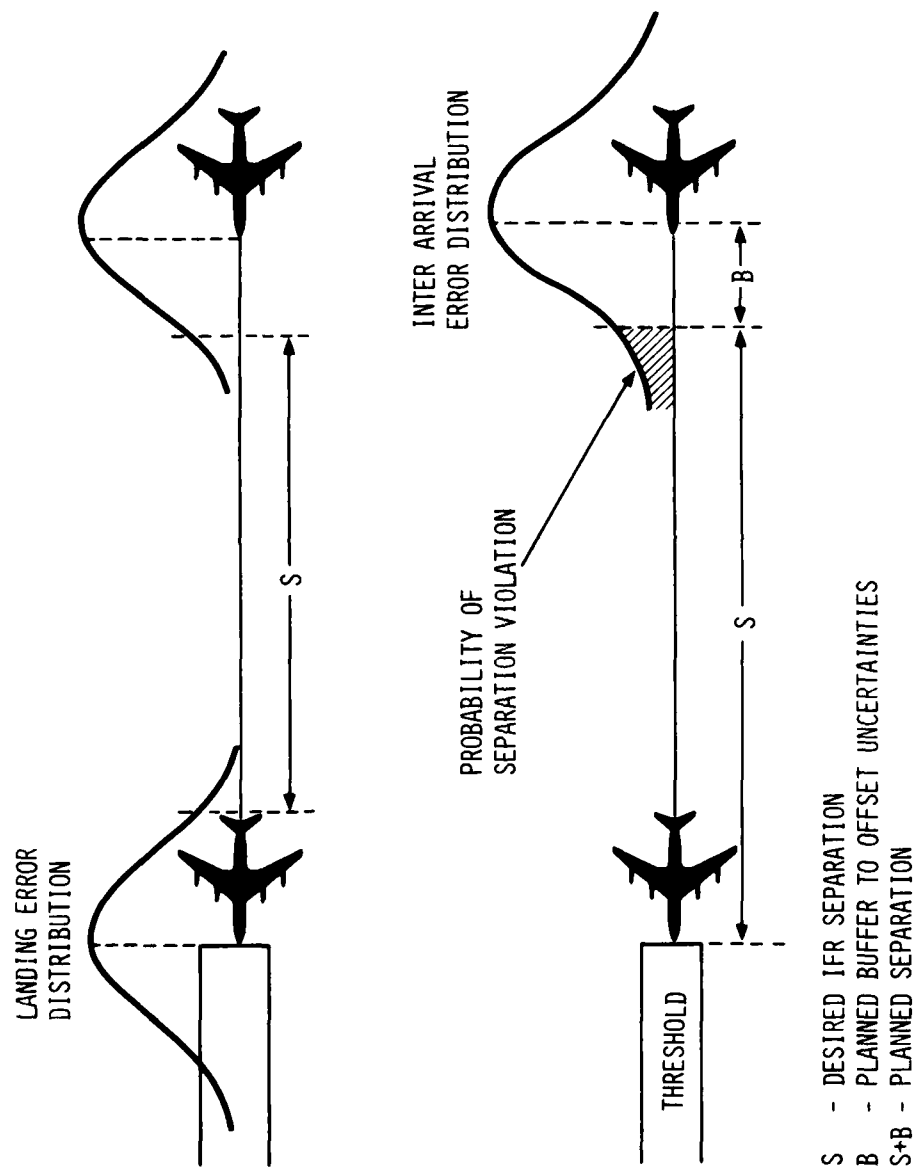 LANDING ERROR
DISTRIBUTION
S
INTER ARRIVAL
ERROR DISTRIBUTION
PROBABILITY OF
SEPARATION VIOLATION
B
S
THRESHOLD
S - DESIRED IFR SEPARATION
B - PLANNED BUFFER TO OFFSET UNCERTAINTIES
S+B - PLANNED SEPARATION